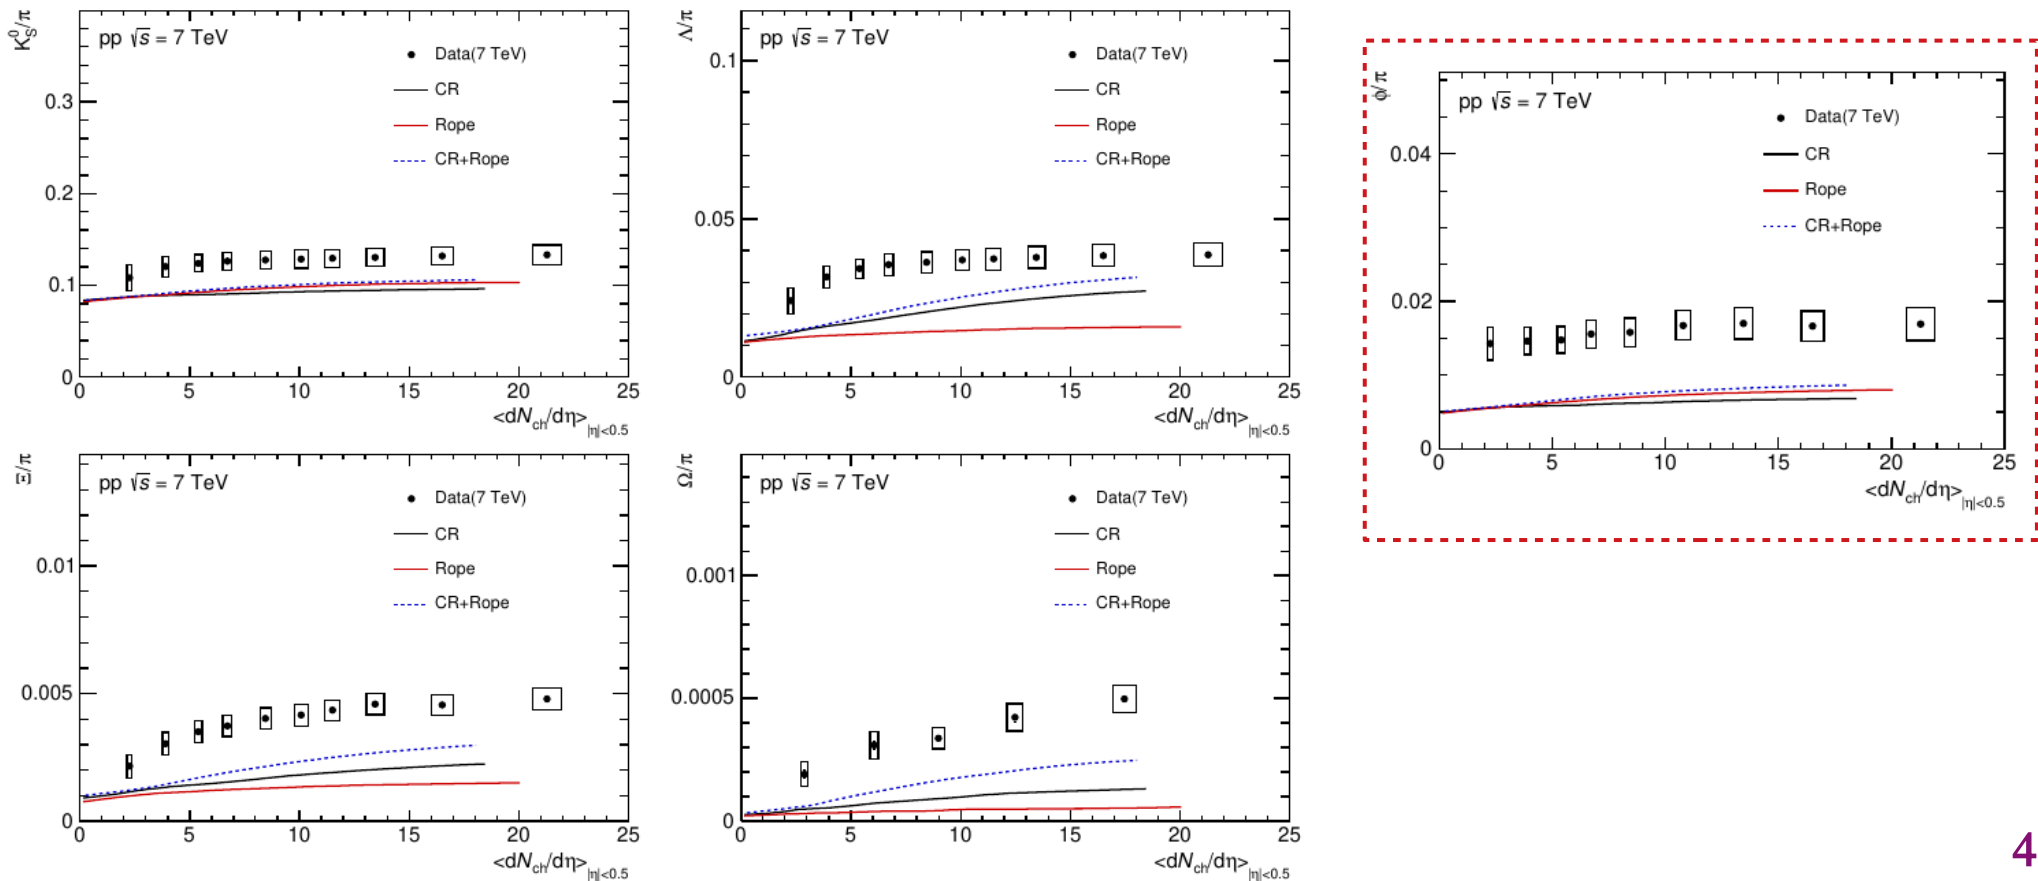 K⁰_S/π
pp √s = 7 TeV
Data(7 TeV)
CR
Rope
CR+Rope
0.3
0.2
0.1
0
0 5 10 15 20 25
<dN_ch/dη>_|η|<0.5
Λ/π
pp √s = 7 TeV
Data(7 TeV)
CR
Rope
CR+Rope
0.1
0.05
0
0 5 10 15 20 25
<dN_ch/dη>_|η|<0.5
ϕ/π
pp √s = 7 TeV
Data(7 TeV)
CR
Rope
CR+Rope
0.04
0.02
0
0 5 10 15 20 25
<dN_ch/dη>_|η|<0.5
Ξ/π
pp √s = 7 TeV
Data(7 TeV)
CR
Rope
CR+Rope
0.01
0.005
0
0 5 10 15 20 25
<dN_ch/dη>_|η|<0.5
Ω/π
pp √s = 7 TeV
Data(7 TeV)
CR
Rope
CR+Rope
0.001
0.0005
0
0 5 10 15 20 25
<dN_ch/dη>_|η|<0.5
4